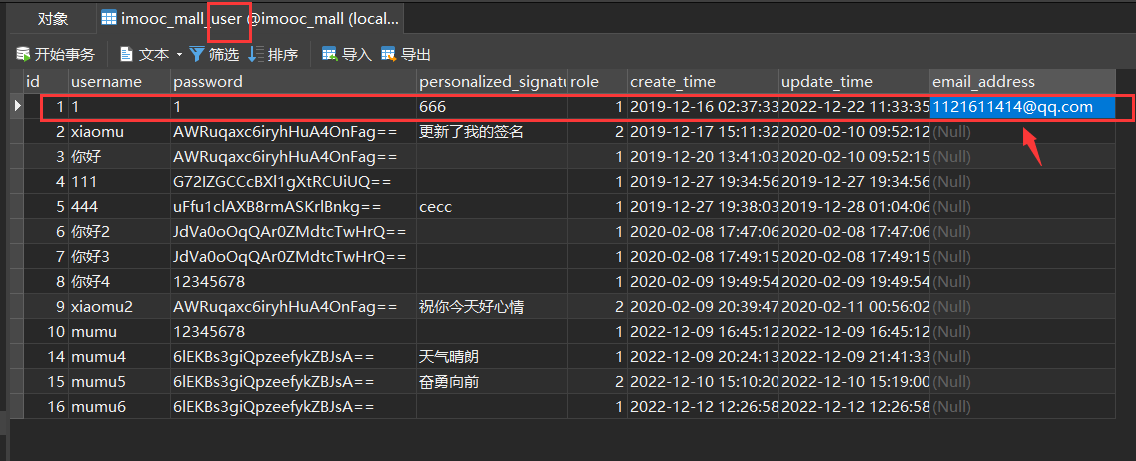 对象 imooc_mall_user @imooc_mall (local...
开始事务 文本 筛选 排序 导入 导出
id username password personalized_signatu role create_time update_time email_address
1 1 1 666 1 2019-12-16 02:37:33 2022-12-22 11:33:35 1121611414@qq.com
2 xiaomu AWRuqaxc6iryhHuA4OnFag== 更新了我的签名 2 2019-12-17 15:11:32 2020-02-10 09:52:12 (Null)
3 你好 AWRuqaxc6iryhHuA4OnFag== 1 2019-12-20 13:41:03 2020-02-10 09:52:15 (Null)
4 111 G72IZGCCcBXl1gXtRCUiUQ== 1 2019-12-27 19:34:56 2019-12-27 19:34:56 (Null)
5 444 uFfu1clAXB8rmASKrlBnkg== cecc 1 2019-12-27 19:38:03 2019-12-28 01:04:06 (Null)
6 你好2 JdVa0oOqQAr0ZMdtcTwHrQ== 1 2020-02-08 17:47:06 2020-02-08 17:47:06 (Null)
7 你好3 JdVa0oOqQAr0ZMdtcTwHrQ== 1 2020-02-08 17:49:15 2020-02-08 17:49:15 (Null)
8 你好4 12345678 1 2020-02-09 19:49:54 2020-02-09 19:49:54 (Null)
9 xiaomu2 AWRuqaxc6iryhHuA4OnFag== 祝你今天好心情 2 2020-02-09 20:39:47 2020-02-11 00:56:02 (Null)
10 mumu 12345678 1 2022-12-09 16:45:12 2022-12-09 16:45:12 (Null)
14 mumu4 6lEKBs3giQpzeefykZBJsA== 天气晴朗 1 2022-12-09 20:24:13 2022-12-09 21:41:33 (Null)
15 mumu5 6lEKBs3giQpzeefykZBJsA== 奋勇向前 2 2022-12-10 15:10:20 2022-12-10 15:19:00 (Null)
16 mumu6 6lEKBs3giQpzeefykZBJsA== 1 2022-12-12 12:26:58 2022-12-12 12:26:58 (Null)